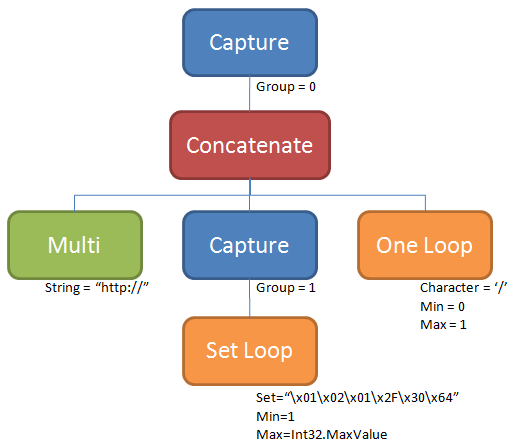 Capture
Group = 0
Concatenate
Multi
Capture
One Loop
String = “http://”
Group = 1
Character = ‘/’
Min = 0
Max = 1
Set Loop
Set=“\x01\x02\x01\x2F\x30\x64”
Min=1
Max=Int32.MaxValue